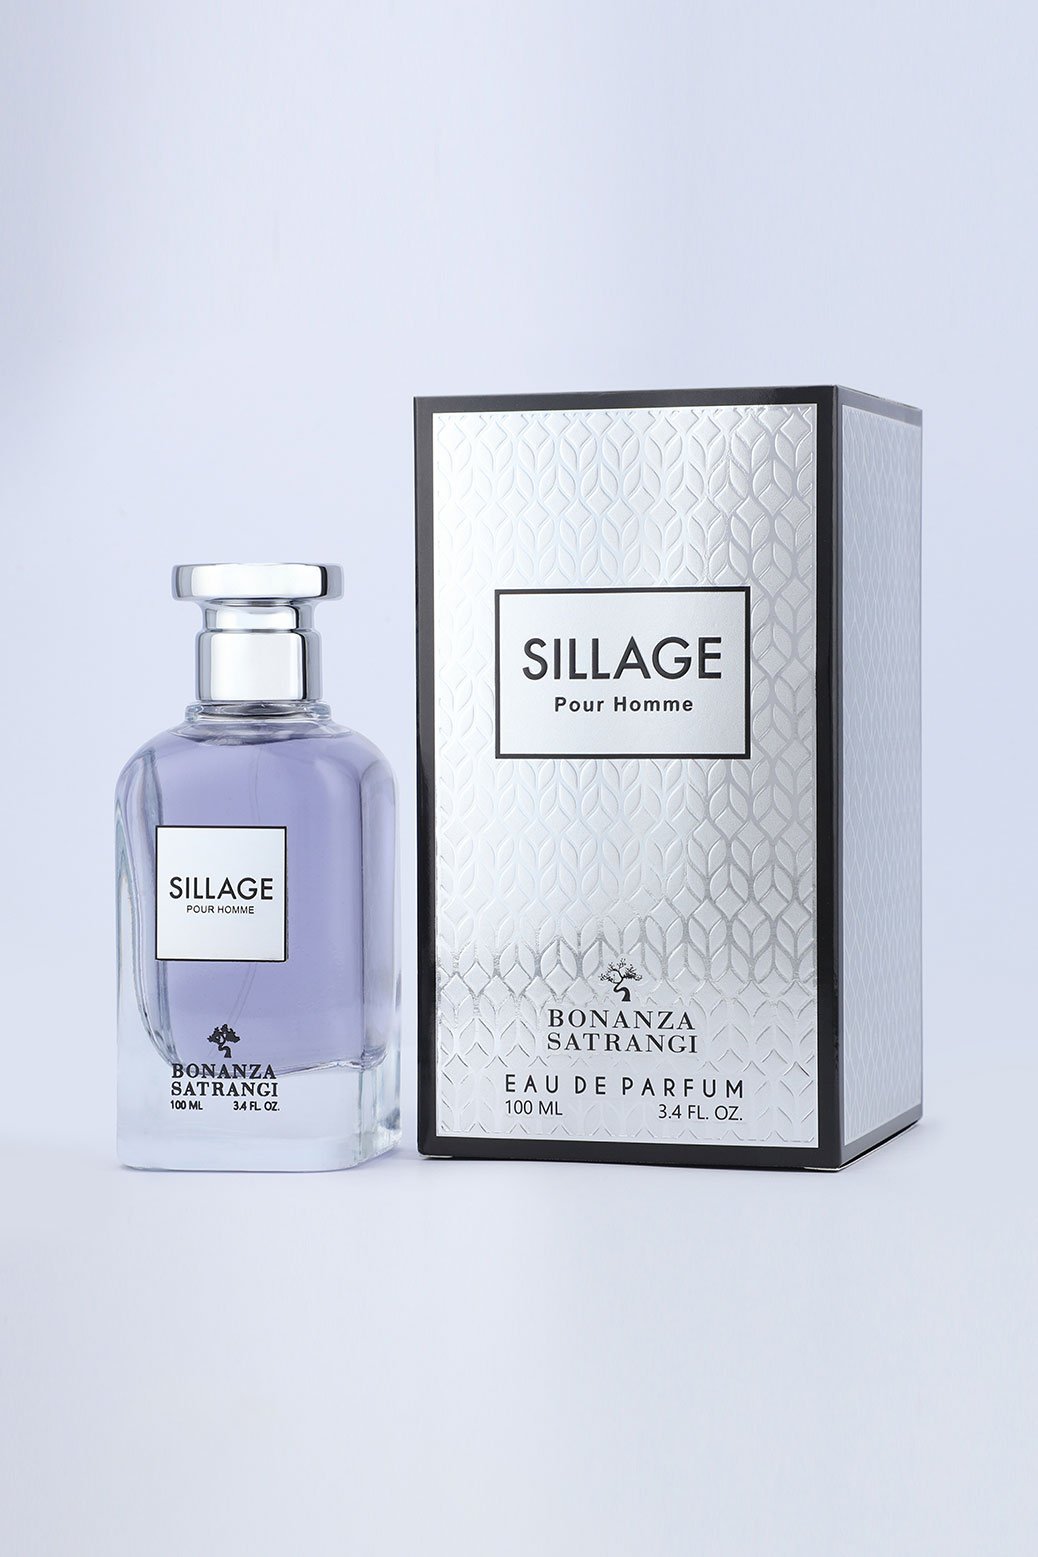 SILLAGE
POUR HOMME
BONANZA
SATRANGI
100 ML 3.4 FL. OZ.
SILLAGE
Pour Homme
BONANZA
SATRANGI
EAU DE PARFUM
100 ML 3.4 FL. OZ.